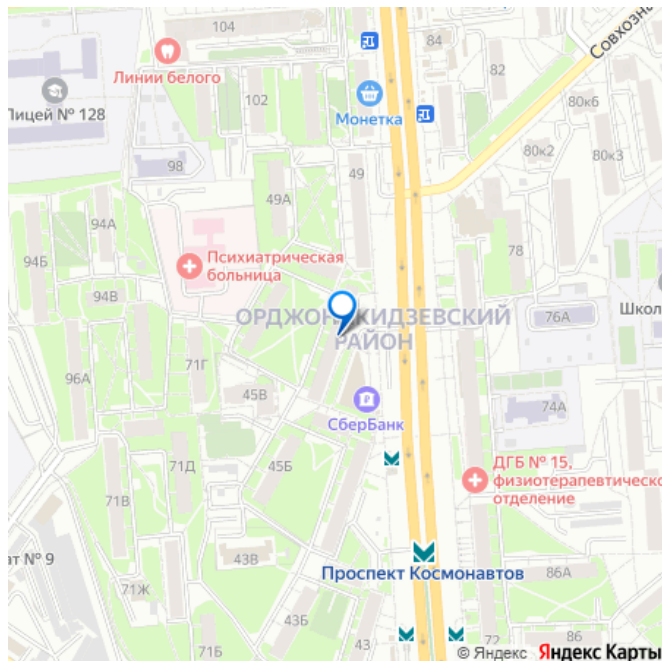 104
84
Совхозна
82
Линии белого
Лицей № 128
102
Монетка
80к6
98
80к2
80к3
49
49А
94А
78
94Б
Психиатрическая
больница
94В
ОРДЖОНИКИДЗЕВСКИЙ
РАЙОН
76А
Школ
71Г
96А
45В
СберБанк
74А
71Д
45Б
ДГБ № 15,
физиотерапевтическо
отделение
71В
43В
ат № 9
Проспект Космонавтов
86А
71Ж
43Б
43
71Б
72
86
© Яндекс Яндекс Карты